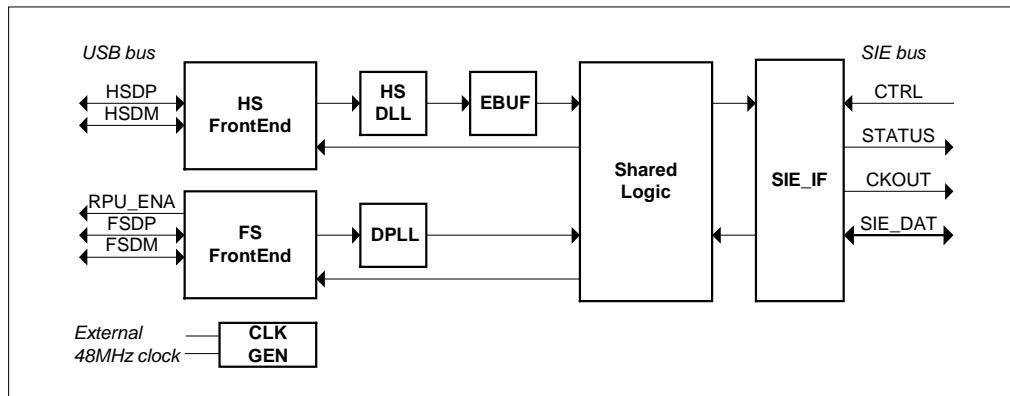 USB bus
SIE bus
HSDP
HSDM
HS
FrontEnd
HS
DLL
EBUF
Shared
Logic
SIE_IF
CTRL
STATUS
CKOUT
SIE_DAT
RPU_ENA
FSDP
FSDM
FS
FrontEnd
DPLL
External
48MHz clock
CLK
GEN